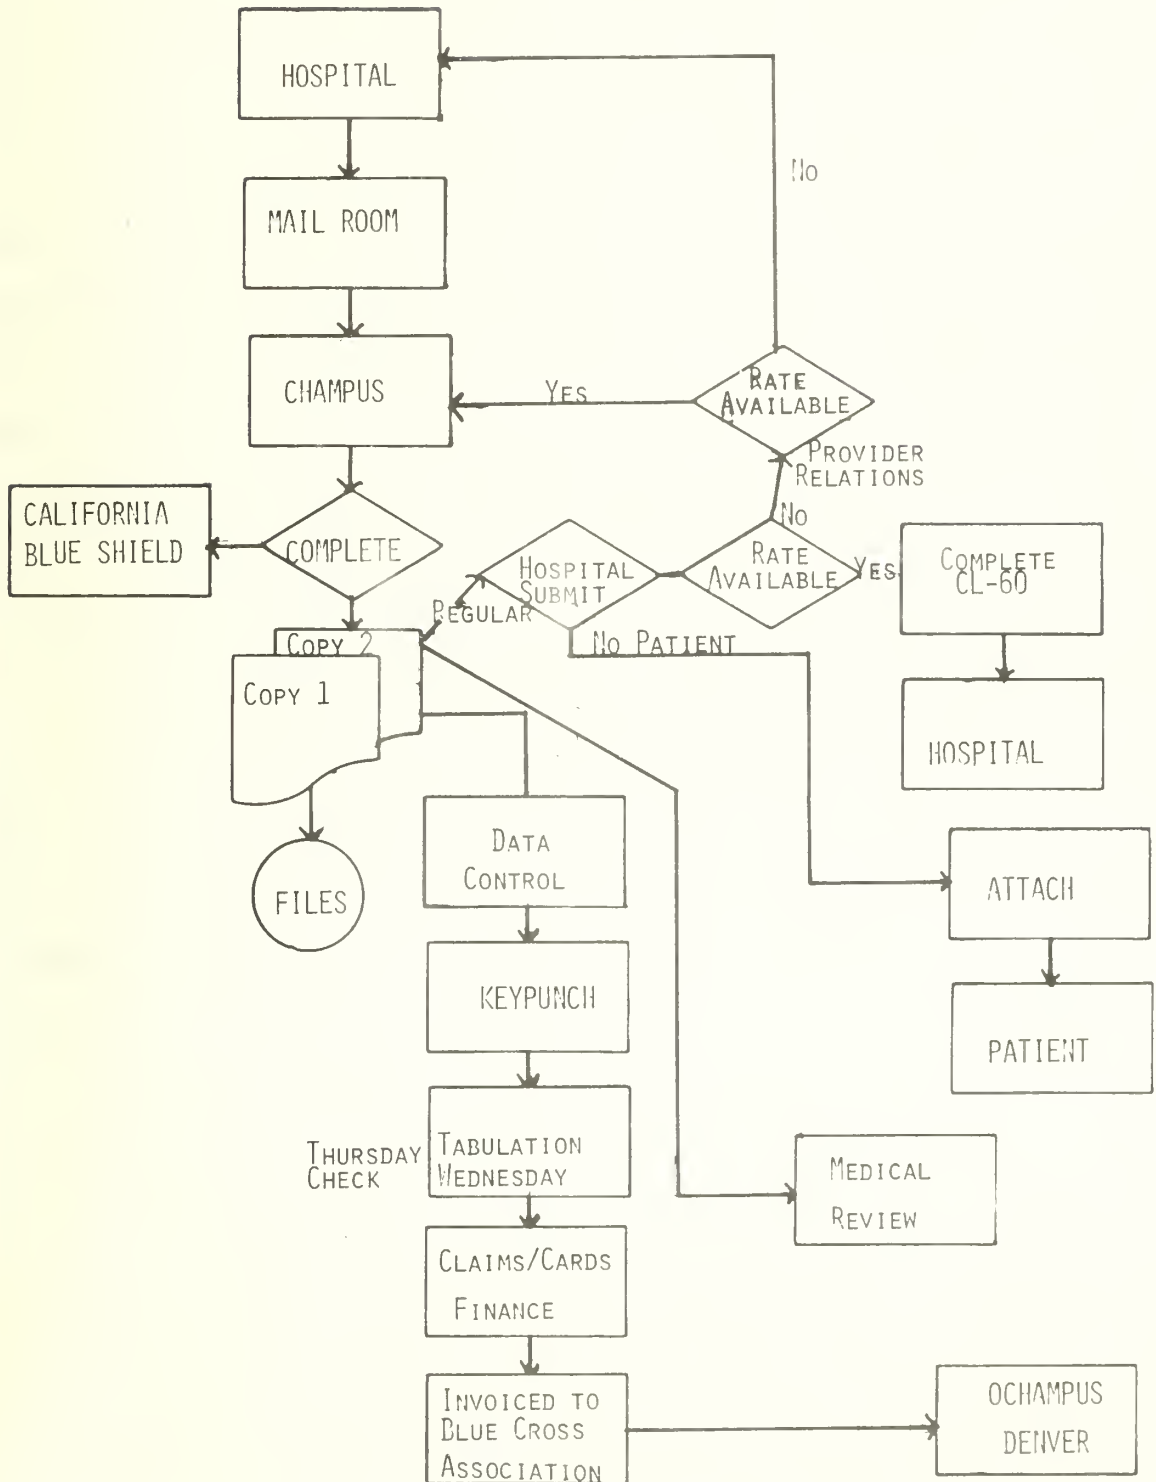 HOSPITAL
No
MAIL ROOM
CHAMPUS
YES
RATE
AVAILABLE
PROVIDER
RELATIONS
CALIFORNIA
BLUE SHIELD
COMPLETE
HOSPITAL
SUBMIT
No
RATE
AVAILABLE
YES
COMPLETE
CL-60
REGULAR
NO PATIENT
COPY 2
COPY 1
HOSPITAL
DATA
CONTROL
FILES
ATTACH
KEYPUNCH
PATIENT
THURSDAY
CHECK
TABULATION
WEDNESDAY
MEDICAL
REVIEW
CLAIMS/CARDS
FINANCE
INVOICED TO
BLUE CROSS
ASSOCIATION
OCHAMPUS
DENVER